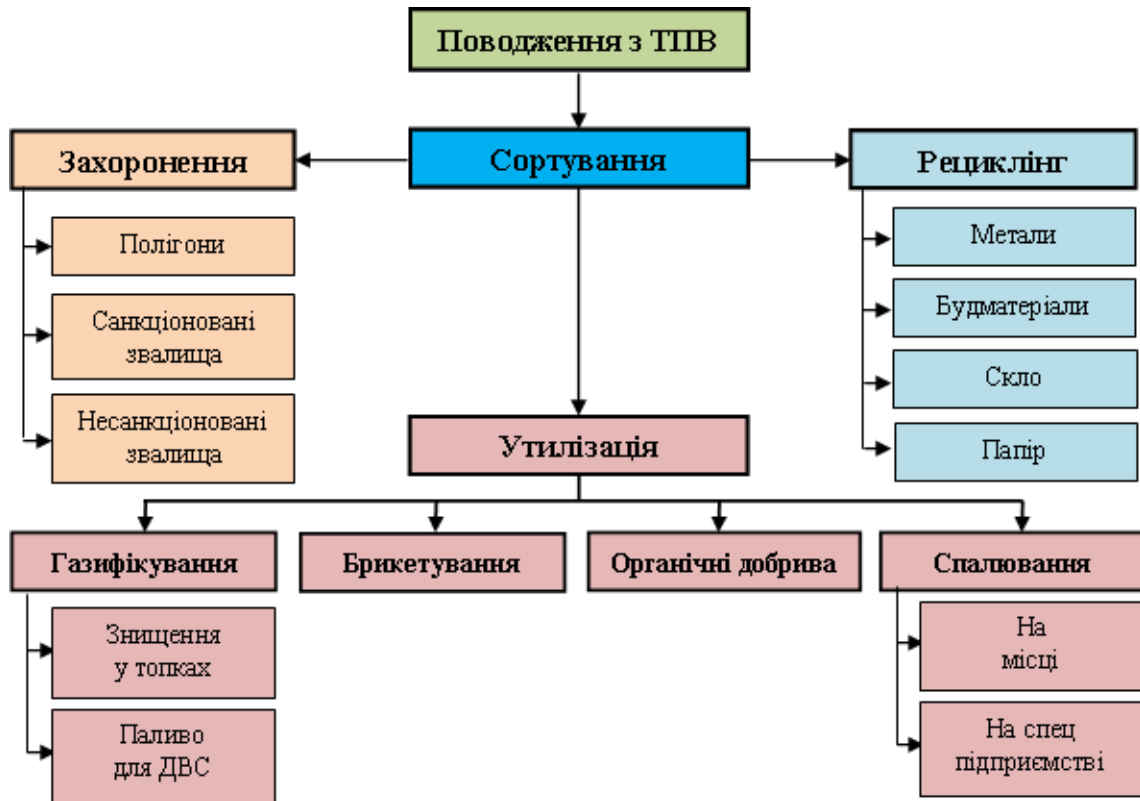 Поводження з ТПВ
Захоронення
Сортування
Рециклінг
Полігони
Санкціоновані
звалища
Несанкціоновані
звалища
Метали
Будматеріали
Скло
Папір
Утилізація
Газифікування
Брикетування
Органічні добрива
Спалювання
Знищення
у топках
Паливо
для ДВС
На
місці
На спец
підприємстві